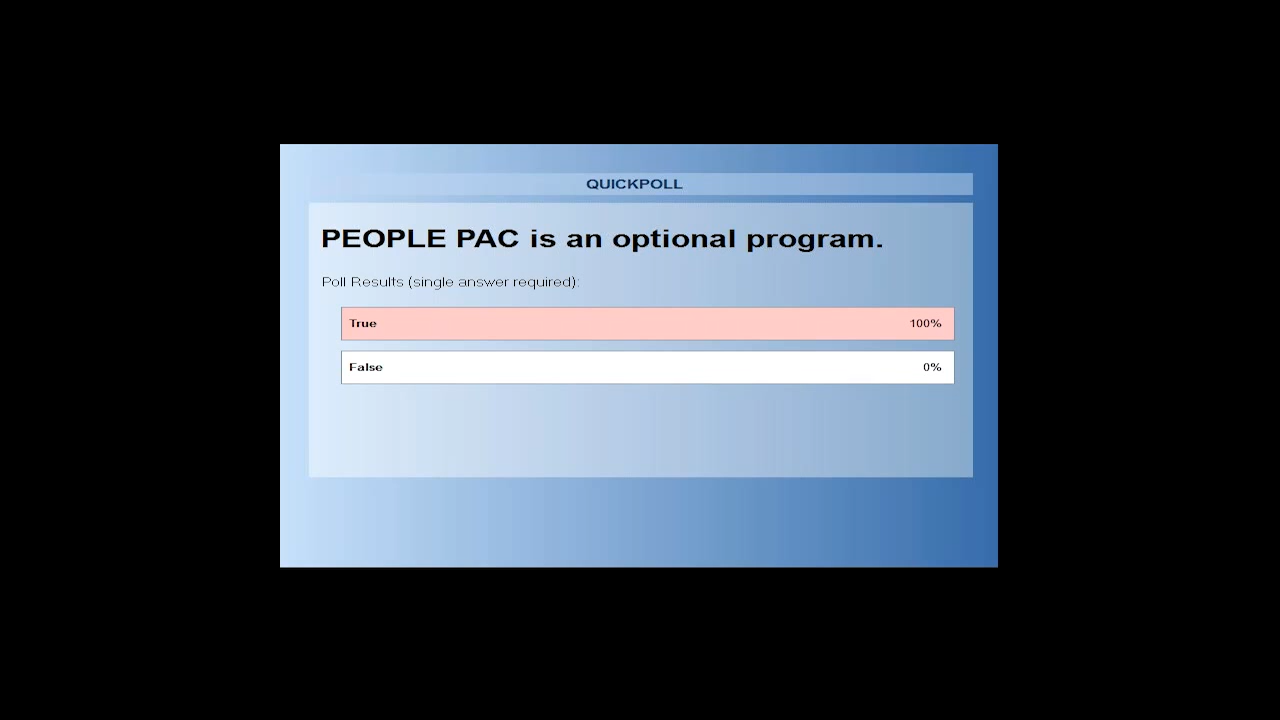 QUICKPOLL
PEOPLE PAC is an optional program.
Poll Results (single answer required):
True 100%
False 0%